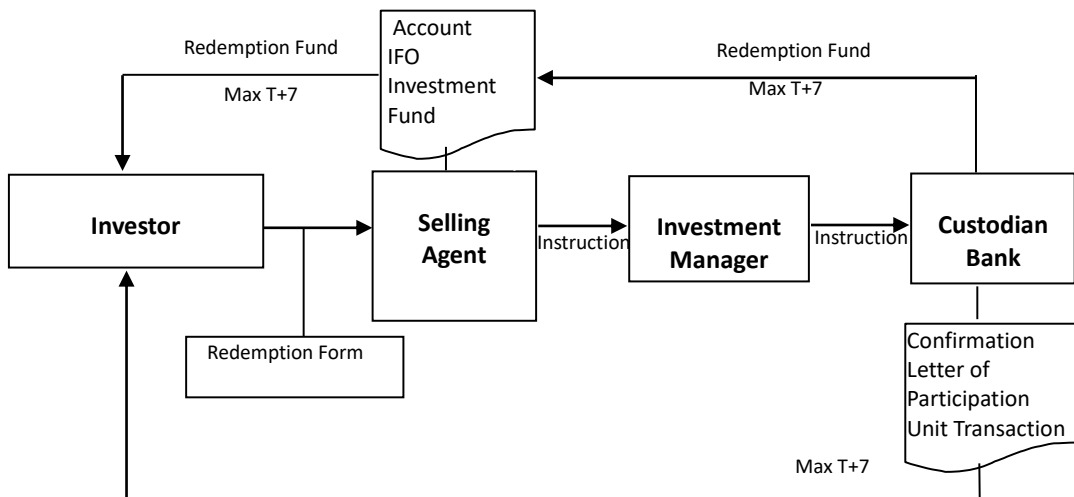 Redemption Fund
Max T+7
Account
IFO
Investment
Fund
Redemption Fund
Max T+7
Investor
Selling
Agent
Instruction
Investment
Manager
Instruction
Custodian
Bank
Redemption Form
Confirmation
Letter of
Participation
Unit Transaction
Max T+7